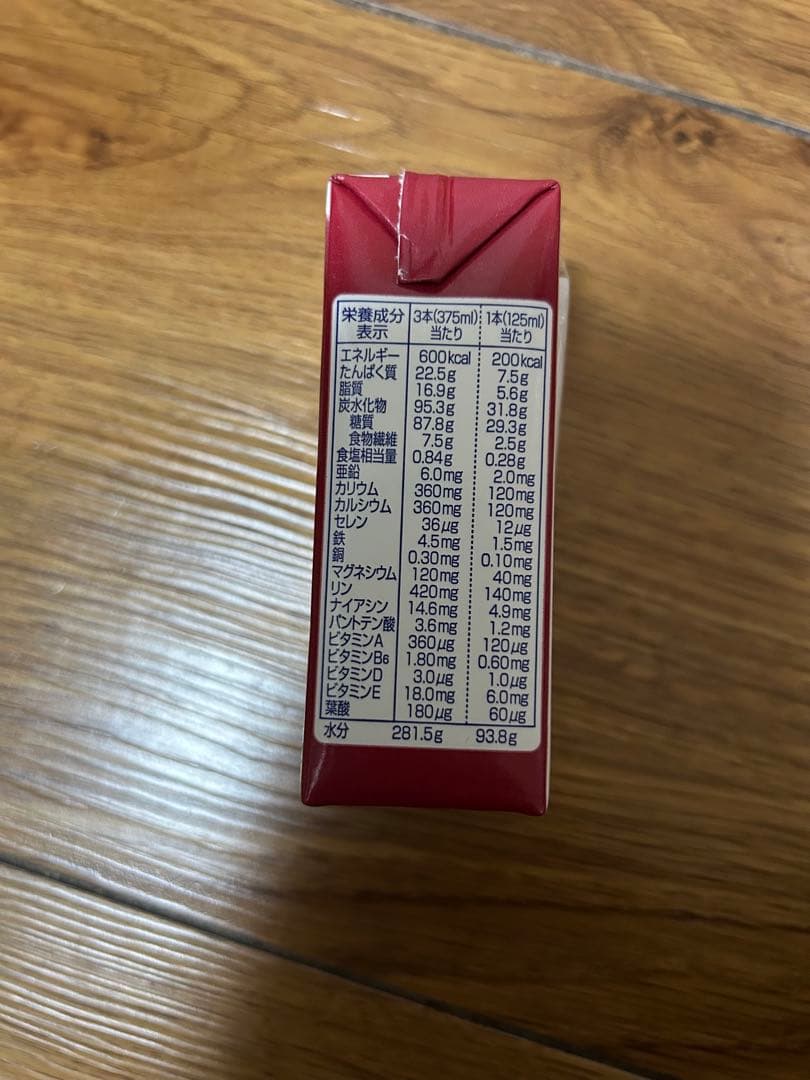 栄養成分表示 3本(375ml)当たり 1本(125ml)当たり
エネルギー 600kcal 200kcal
たんぱく質 22.5g 7.5g
脂質 16.9g 5.6g
炭水化物 95.3g 31.8g
糖質 87.8g 29.3g
食物繊維 7.5g 2.5g
食塩相当量 0.84g 0.28g
亜鉛 6.0mg 2.0mg
カリウム 360mg 120mg
カルシウム 360mg 120mg
セレン 36μg 12μg
鉄 4.5mg 1.5mg
銅 0.30mg 0.10mg
マグネシウム 120mg 40mg
リン 420mg 140mg
ナイアシン 14.6mg 4.9mg
パントテン酸 3.6mg 1.2mg
ビタミンA 360μg 120μg
ビタミンB6 1.80mg 0.60mg
ビタミンD 3.0μg 1.0μg
ビタミンE 18.0mg 6.0mg
葉酸 180μg 60μg
水分 281.5g 93.8g